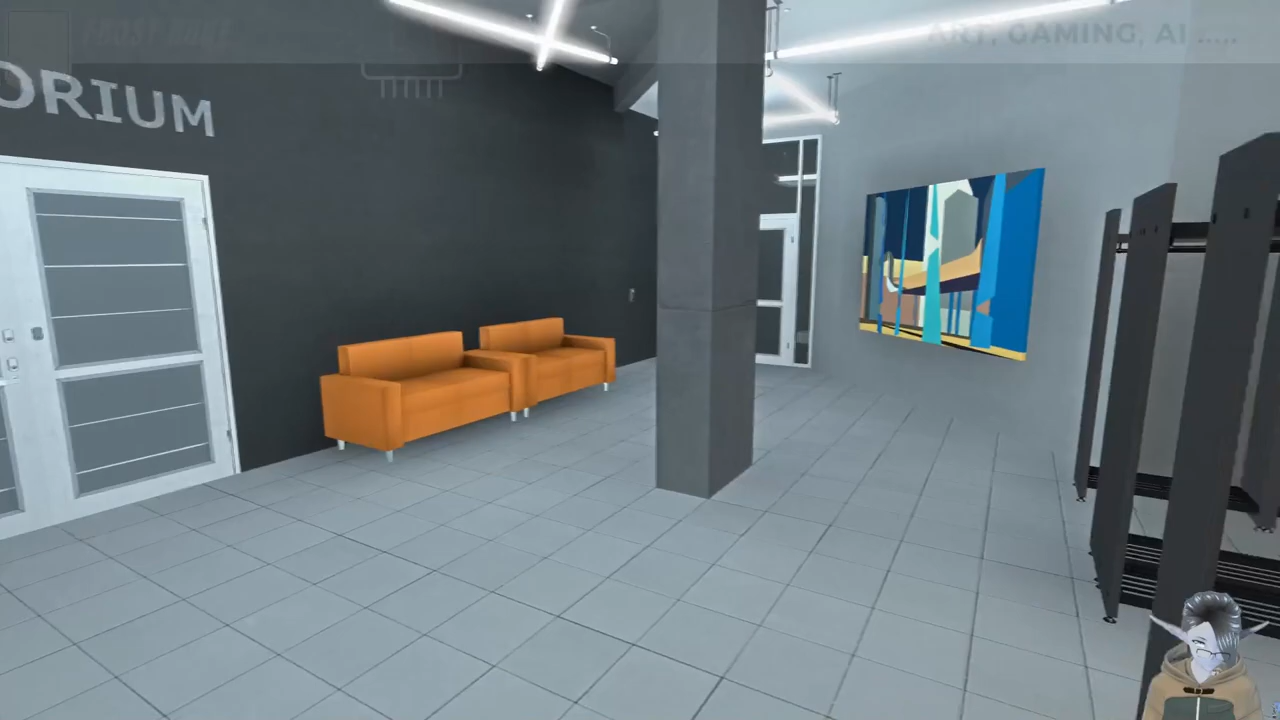 ART, GAMING, AI .....
ORIUM